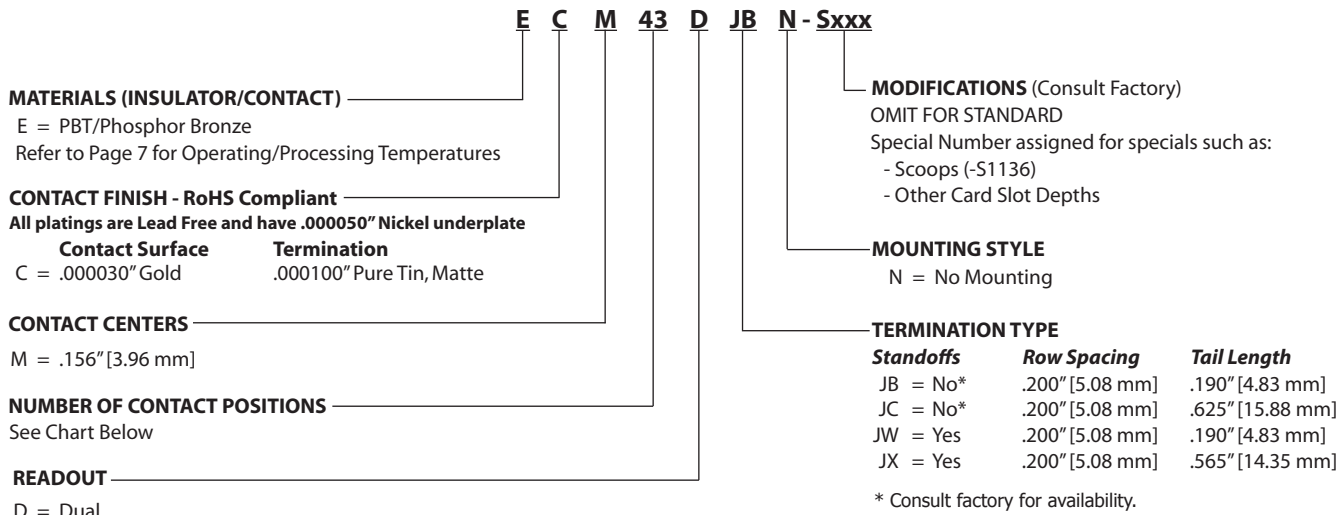 E C M 43 D JB N - Sxxx
MATERIALS (INSULATOR/CONTACT)
E = PBT/Phosphor Bronze
Refer to Page 7 for Operating/Processing Temperatures
CONTACT FINISH - RoHS Compliant
All platings are Lead Free and have .000050" Nickel underplate
Contact Surface Termination
C = .000030" Gold .000100" Pure Tin, Matte
CONTACT CENTERS
M = .156" [3.96 mm]
NUMBER OF CONTACT POSITIONS
See Chart Below
READOUT
D = Dual
MODIFICATIONS (Consult Factory)
OMIT FOR STANDARD
Special Number assigned for specials such as:
- Scoops (-S1136)
- Other Card Slot Depths
MOUNTING STYLE
N = No Mounting
TERMINATION TYPE
Standoffs Row Spacing Tail Length
JB = No* .200" [5.08 mm] .190" [4.83 mm]
JC = No* .200" [5.08 mm] .625" [15.88 mm]
JW = Yes .200" [5.08 mm] .190" [4.83 mm]
JX = Yes .200" [5.08 mm] .565" [14.35 mm]
* Consult factory for availability.